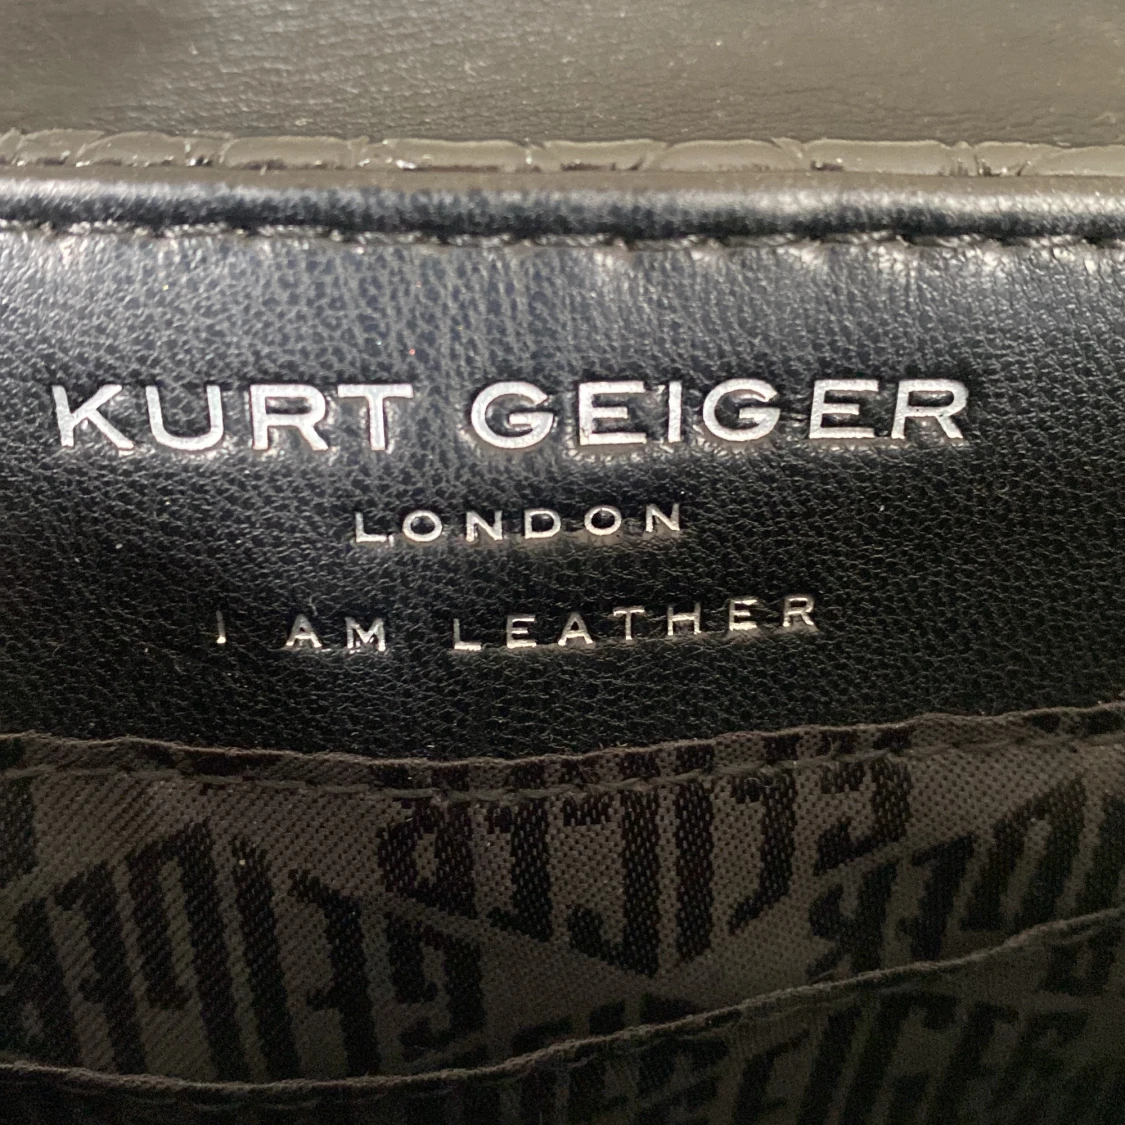 KURT GEIGER
LONDON
I AM LEATHER